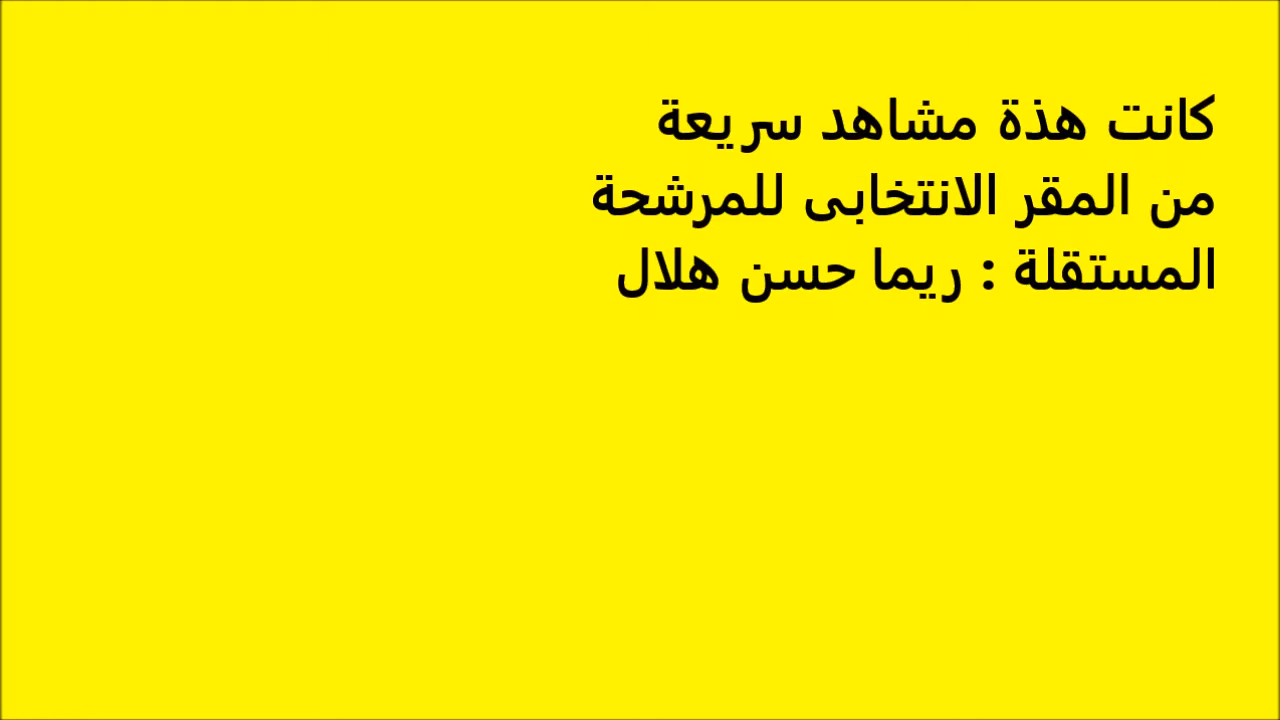 كانت هذة مشاهد سريعة
من المقر الانتخابى للمرشحة
المستقلة : ريما حسن هلال